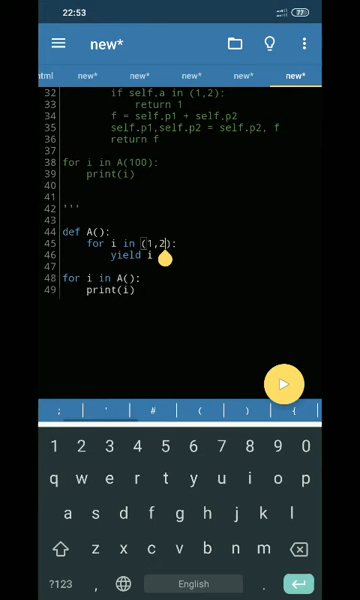 22:53
77
new*
html
new*
new*
new*
new*
new*
32 if self.a in (1,2):
33 return 1
34 f = self.p1 + self.p2
35 self.p1,self.p2 = self.p2, f
36 return f
37
38 for i in A(100):
39 print(i)
40
41
42 '''
43
44 def A():
45 for i in (1,2):
46 yield i
47
48 for i in A():
49 print(i)
; ' # ( ) {
1 2 3 4 5 6 7 8 9 0
q w e r t y u i o p
a s d f g h j k l
z x c v b n m
?123 , English .